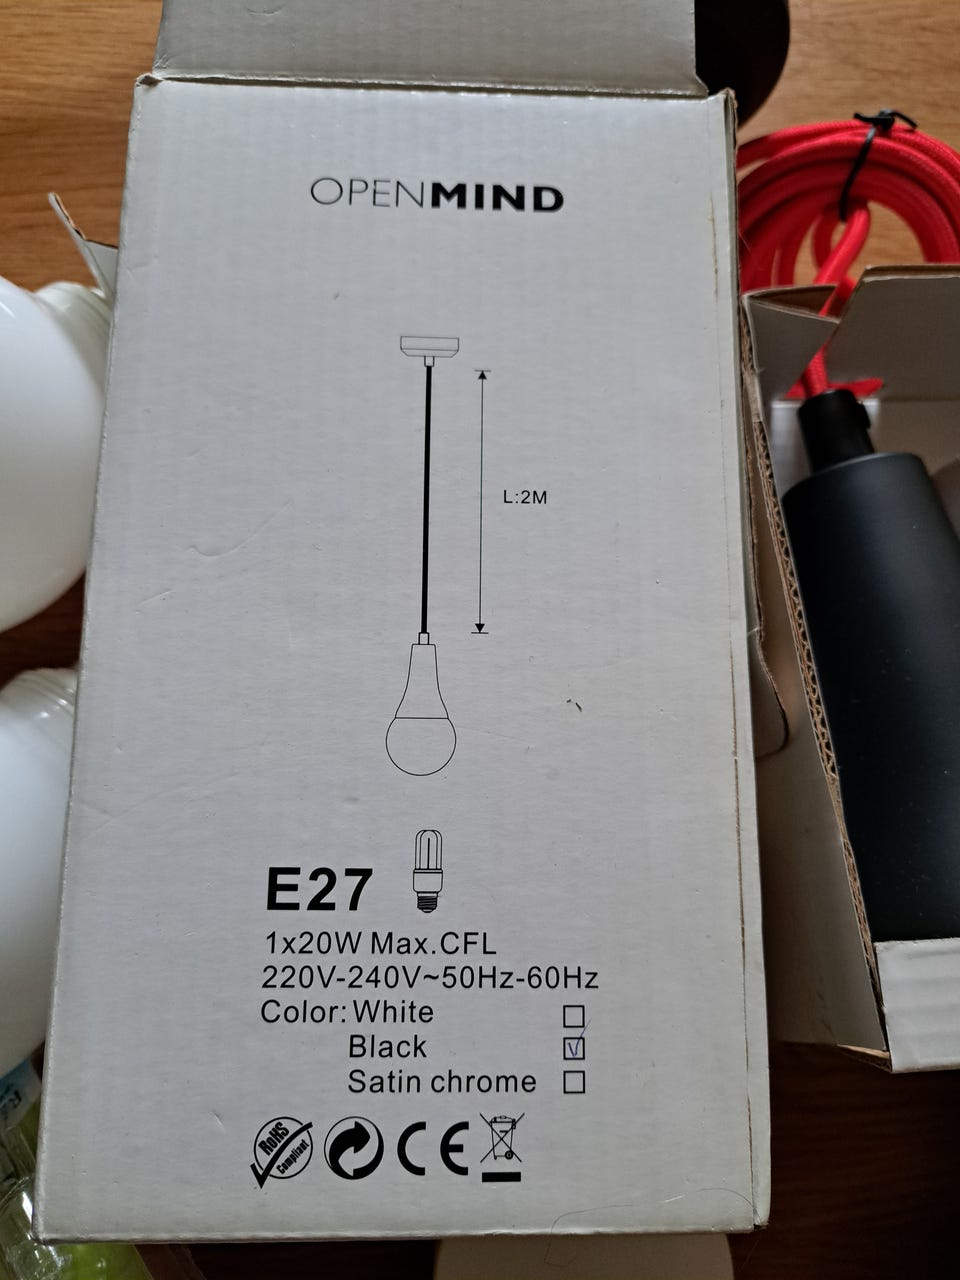 OPENMIND
L:2M
E27
1x20W Max.CFL
220V-240V~50Hz-60Hz
Color: White
Black
Satin chrome
RoHS
Compliant
CE